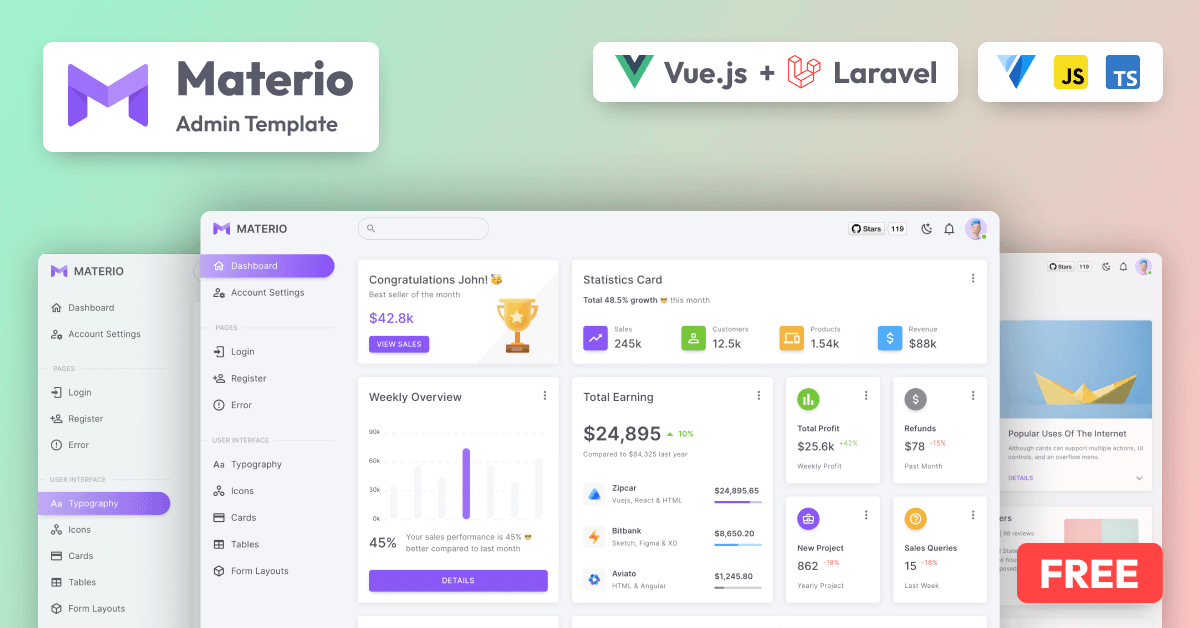 Materio
Admin Template
Vue.js + Laravel
JS
TS
MATERIO
Dashboard
Account Settings
PAGES
Login
Register
Error
USER INTERFACE
Aa Typography
Icons
Cards
Tables
Form Layouts
MATERIO
Stars 119
Dashboard
Account Settings
PAGES
Login
Register
Error
USER INTERFACE
Aa Typography
Icons
Cards
Tables
Form Layouts
Congratulations John! 🥳
Best seller of the month
$42.8k
VIEW SALES
Statistics Card
Total 48.5% growth 😎 this month
Sales
245k
Customers
12.5k
Products
1.54k
$
Revenue
$88k
Weekly Overview
90k
60k
30k
0k
45%
Your sales performance is 45% 😎
better compared to last month
DETAILS
Total Earning
$24,895 10%
Compared to $84,325 last year
Zipcar
Vuejs, React & HTML
$24,895.65
Bitbank
Sketch, Figma & XD
$8,650.20
Aviato
HTML & Angular
$1,245.80
Total Profit
$25.6k +42%
Weekly Profit
$
Refunds
$78 -15%
Past Month
New Project
862 -18%
Yearly Project
Sales Queries
15 -18%
Last Week
Stars 119
Popular Uses Of The Internet
Although cards can support multiple actions, UI
controls, and an overflow menu.
DETAILS
98 reviews
FREE